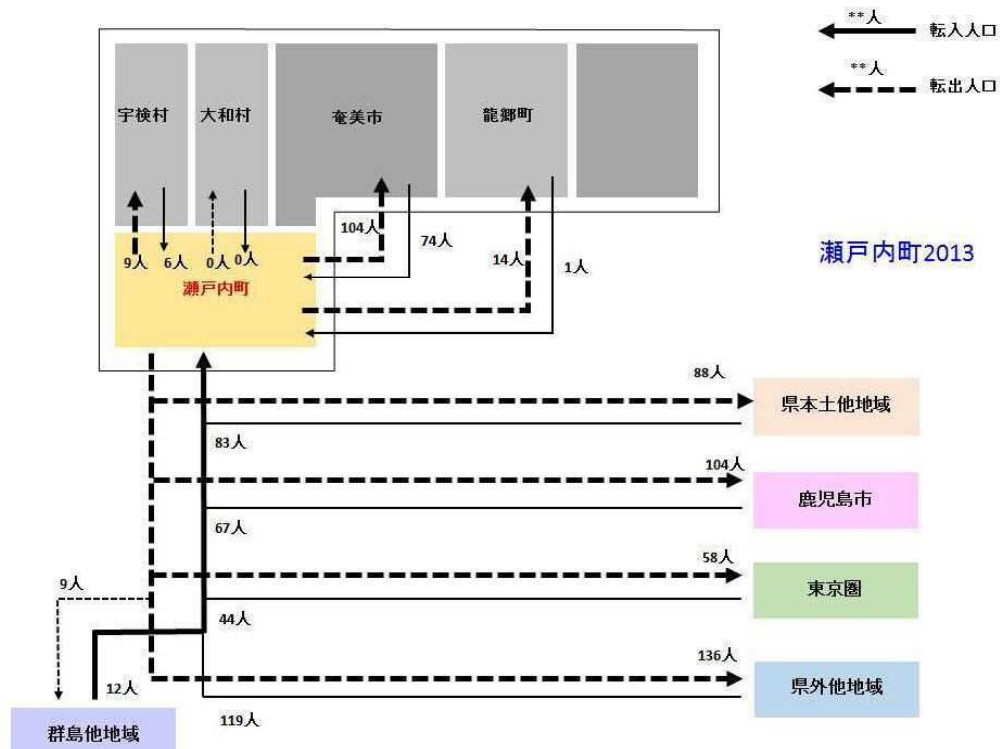 **人
転入人口
**人
転出人口
宇検村
大和村
奄美市
龍郷町
104人
74人
14人
1人
9人
6人
0人
0人
瀬戸内町
瀬戸内町2013
88人
県本土他地域
83人
104人
鹿児島市
67人
58人
東京圏
9人
44人
136人
県外他地域
12人
119人
群島他地域